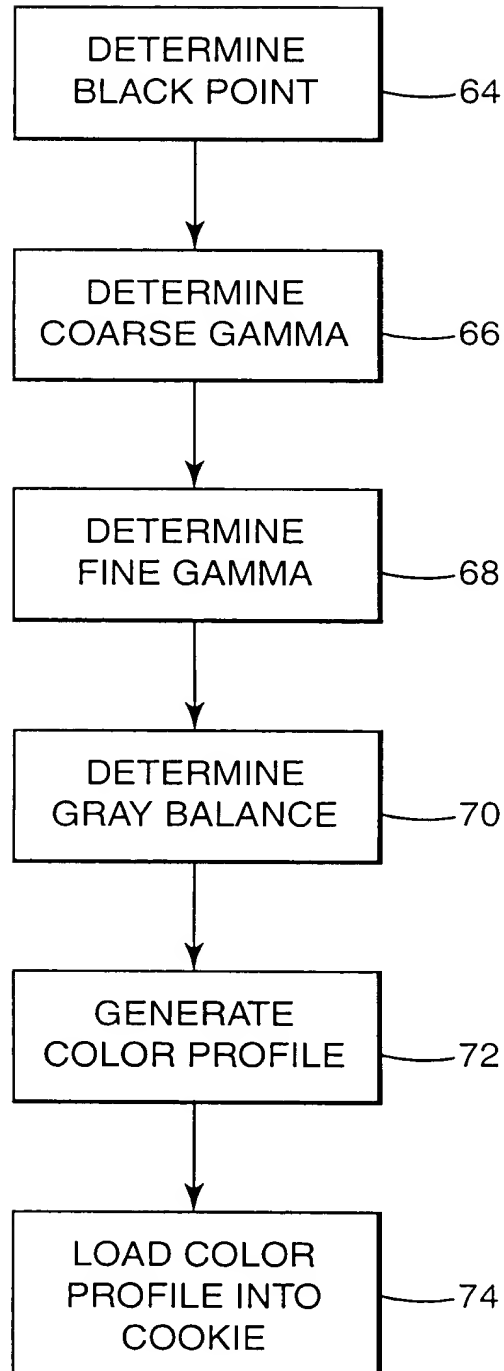 DETERMINE
BLACK POINT
64
DETERMINE
COARSE GAMMA
66
DETERMINE
FINE GAMMA
68
DETERMINE
GRAY BALANCE
70
GENERATE
COLOR PROFILE
72
LOAD COLOR
PROFILE INTO
COOKIE
74